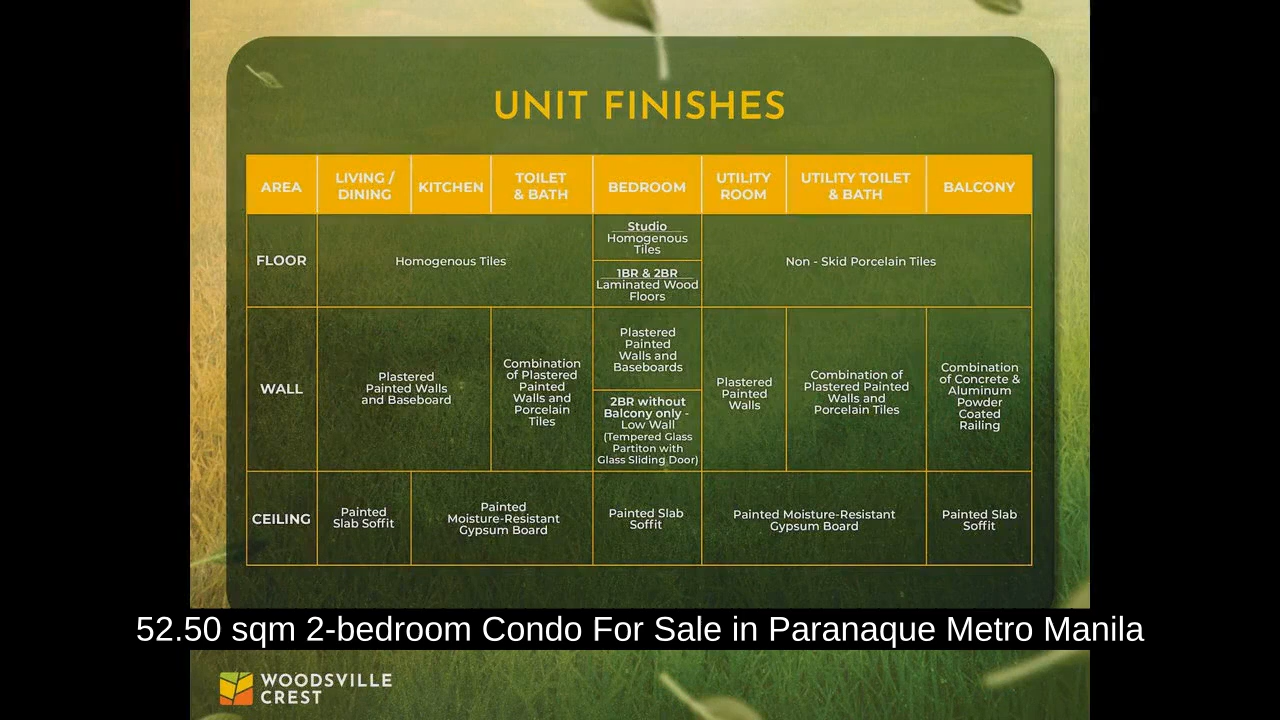 UNIT FINISHES
AREA
LIVING /
DINING
KITCHEN
TOILET
& BATH
BEDROOM
UTILITY
ROOM
UTILITY TOILET
& BATH
BALCONY
FLOOR
Homogenous Tiles
Studio
Homogenous
Tiles
1BR & 2BR
Laminated Wood
Floors
Non - Skid Porcelain Tiles
WALL
Plastered
Painted Walls
and Baseboard
Combination
of Plastered
Painted
Walls and
Porcelain
Tiles
Plastered
Painted
Walls and
Baseboards
2BR without
Balcony only -
Low Wall
(Tempered Glass
Partiton with
Glass Sliding Door)
Plastered
Painted
Walls
Combination of
Plastered Painted
Walls and
Porcelain Tiles
Combination
of Concrete &
Aluminum
Powder
Coated
Railing
CEILING
Painted
Slab Soffit
Painted
Moisture-Resistant
Gypsum Board
Painted Slab
Soffit
Painted Moisture-Resistant
Gypsum Board
Painted Slab
Soffit
52.50 sqm 2-bedroom Condo For Sale in Paranaque Metro Manila
WOODSVILLE
CREST